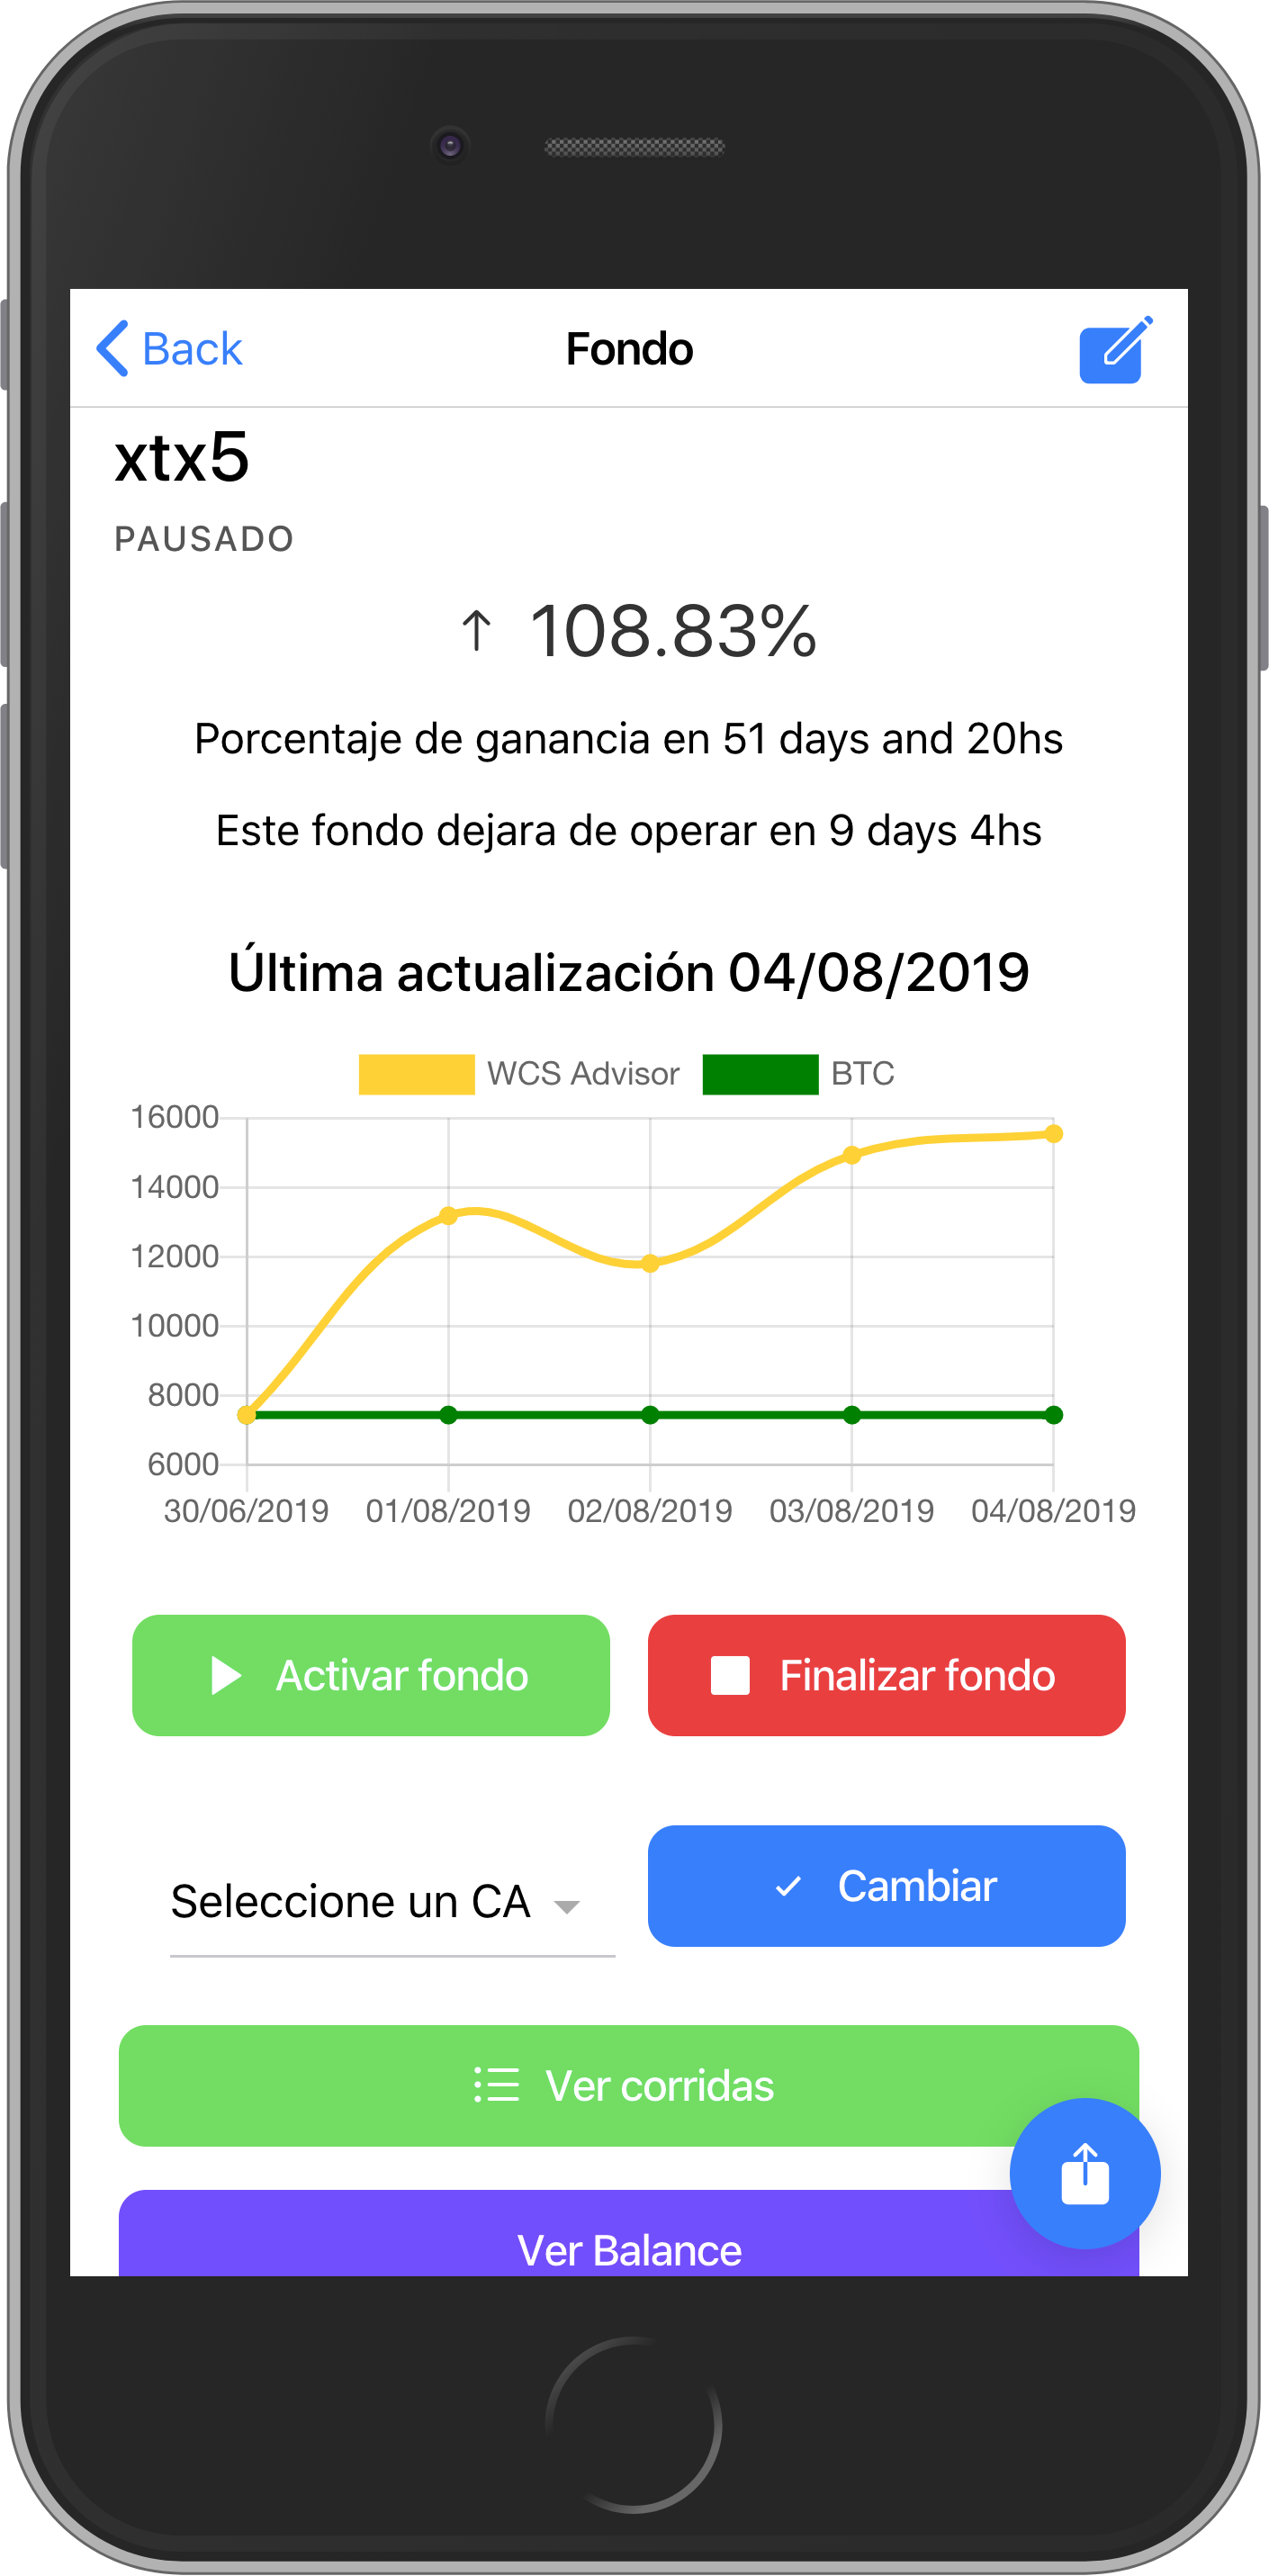 Back
Fondo
xtx5
PAUSADO
↑ 108.83%
Porcentaje de ganancia en 51 days and 20hs
Este fondo dejara de operar en 9 days 4hs
Última actualización 04/08/2019
WCS Advisor BTC
16000
14000
12000
10000
8000
6000
30/06/2019 01/08/2019 02/08/2019 03/08/2019 04/08/2019
Activar fondo
Finalizar fondo
Seleccione un CA
Cambiar
Ver corridas
Ver Balance